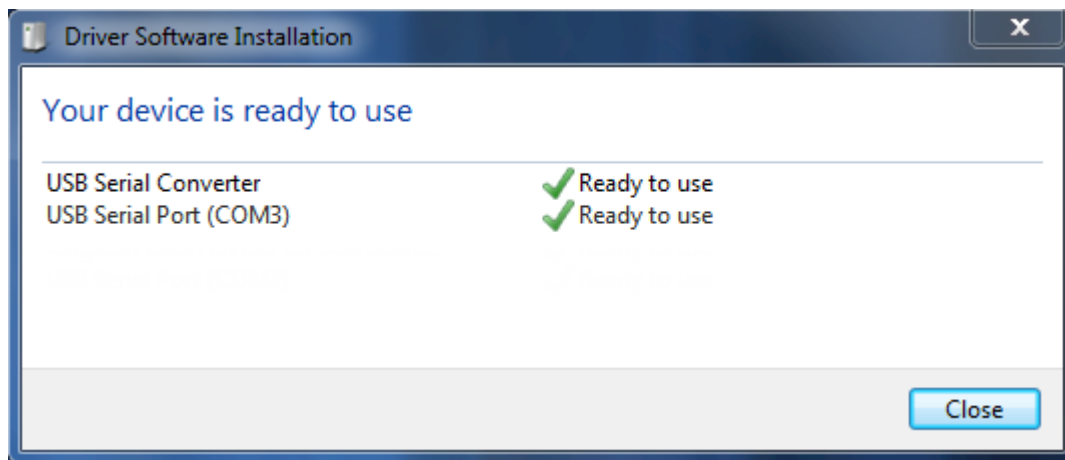 Driver Software Installation
X
Your device is ready to use
USB Serial Converter Ready to use
USB Serial Port (COM3) Ready to use
Close